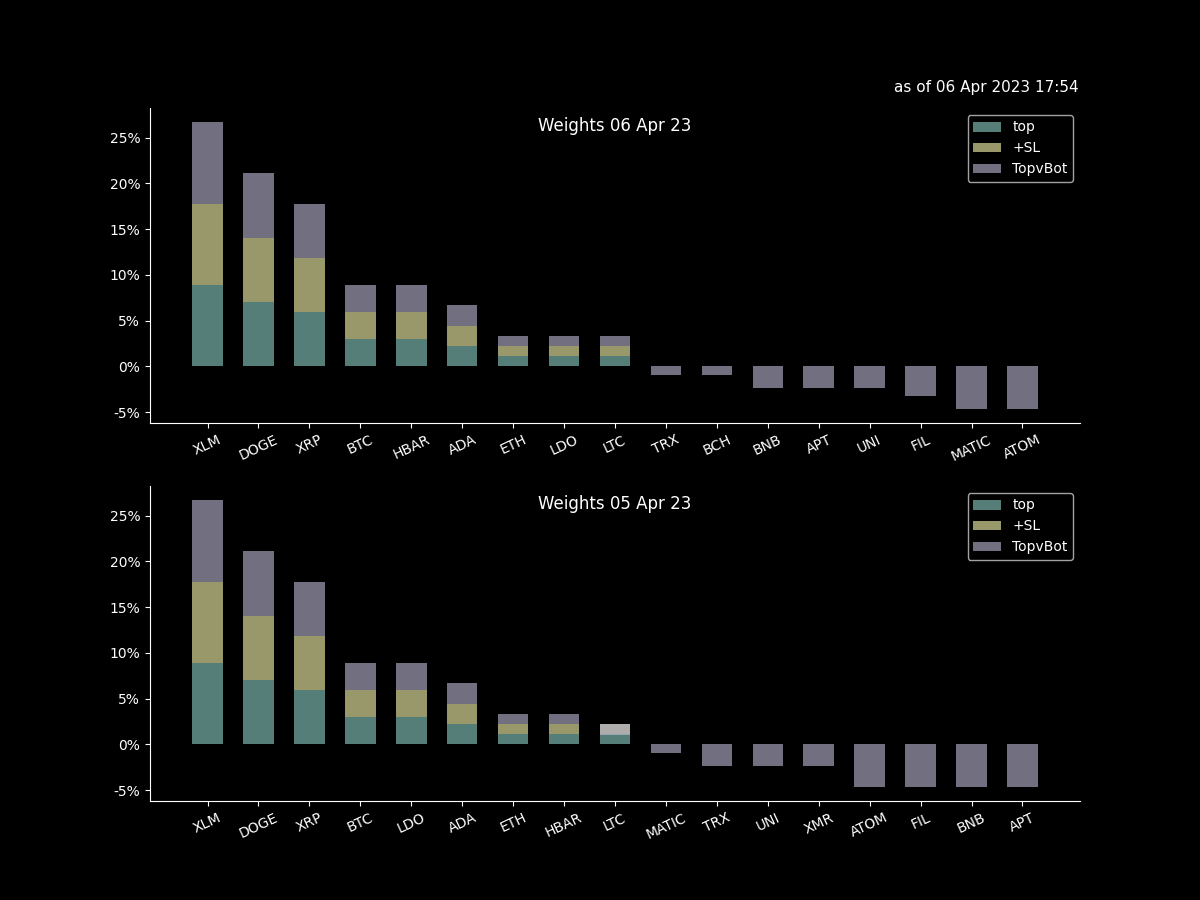 as of 06 Apr 2023 17:54
Weights 06 Apr 23
top
+SL
TopvBot
25%
20%
15%
10%
5%
0%
-5%
XLM DOGE XRP BTC HBAR ADA ETH LDO LTC TRX BCH BNB APT UNI FIL MATIC ATOM
Weights 05 Apr 23
top
+SL
TopvBot
25%
20%
15%
10%
5%
0%
-5%
XLM DOGE XRP BTC LDO ADA ETH HBAR LTC MATIC TRX UNI XMR ATOM FIL BNB APT